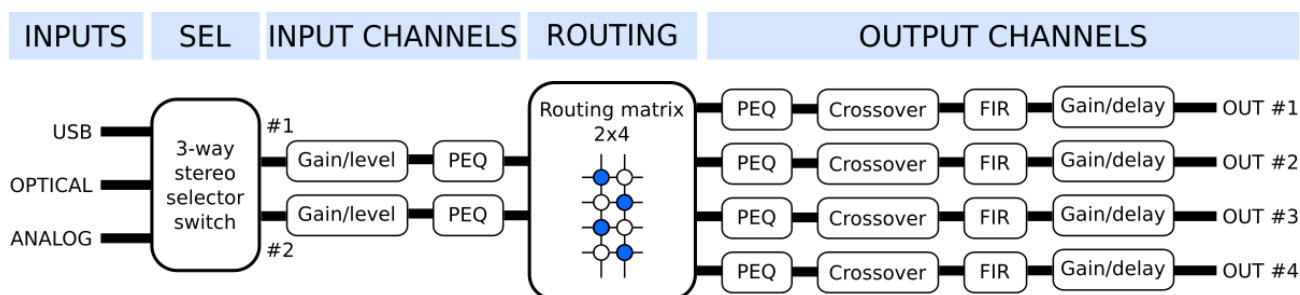 INPUTS
SEL
INPUT CHANNELS
ROUTING
OUTPUT CHANNELS
USB
OPTICAL
ANALOG
3-way
stereo
selector
switch
#1
Gain/level
PEQ
#2
Gain/level
PEQ
Routing matrix
2x4
PEQ
Crossover
FIR
Gain/delay
OUT #1
PEQ
Crossover
FIR
Gain/delay
OUT #2
PEQ
Crossover
FIR
Gain/delay
OUT #3
PEQ
Crossover
FIR
Gain/delay
OUT #4